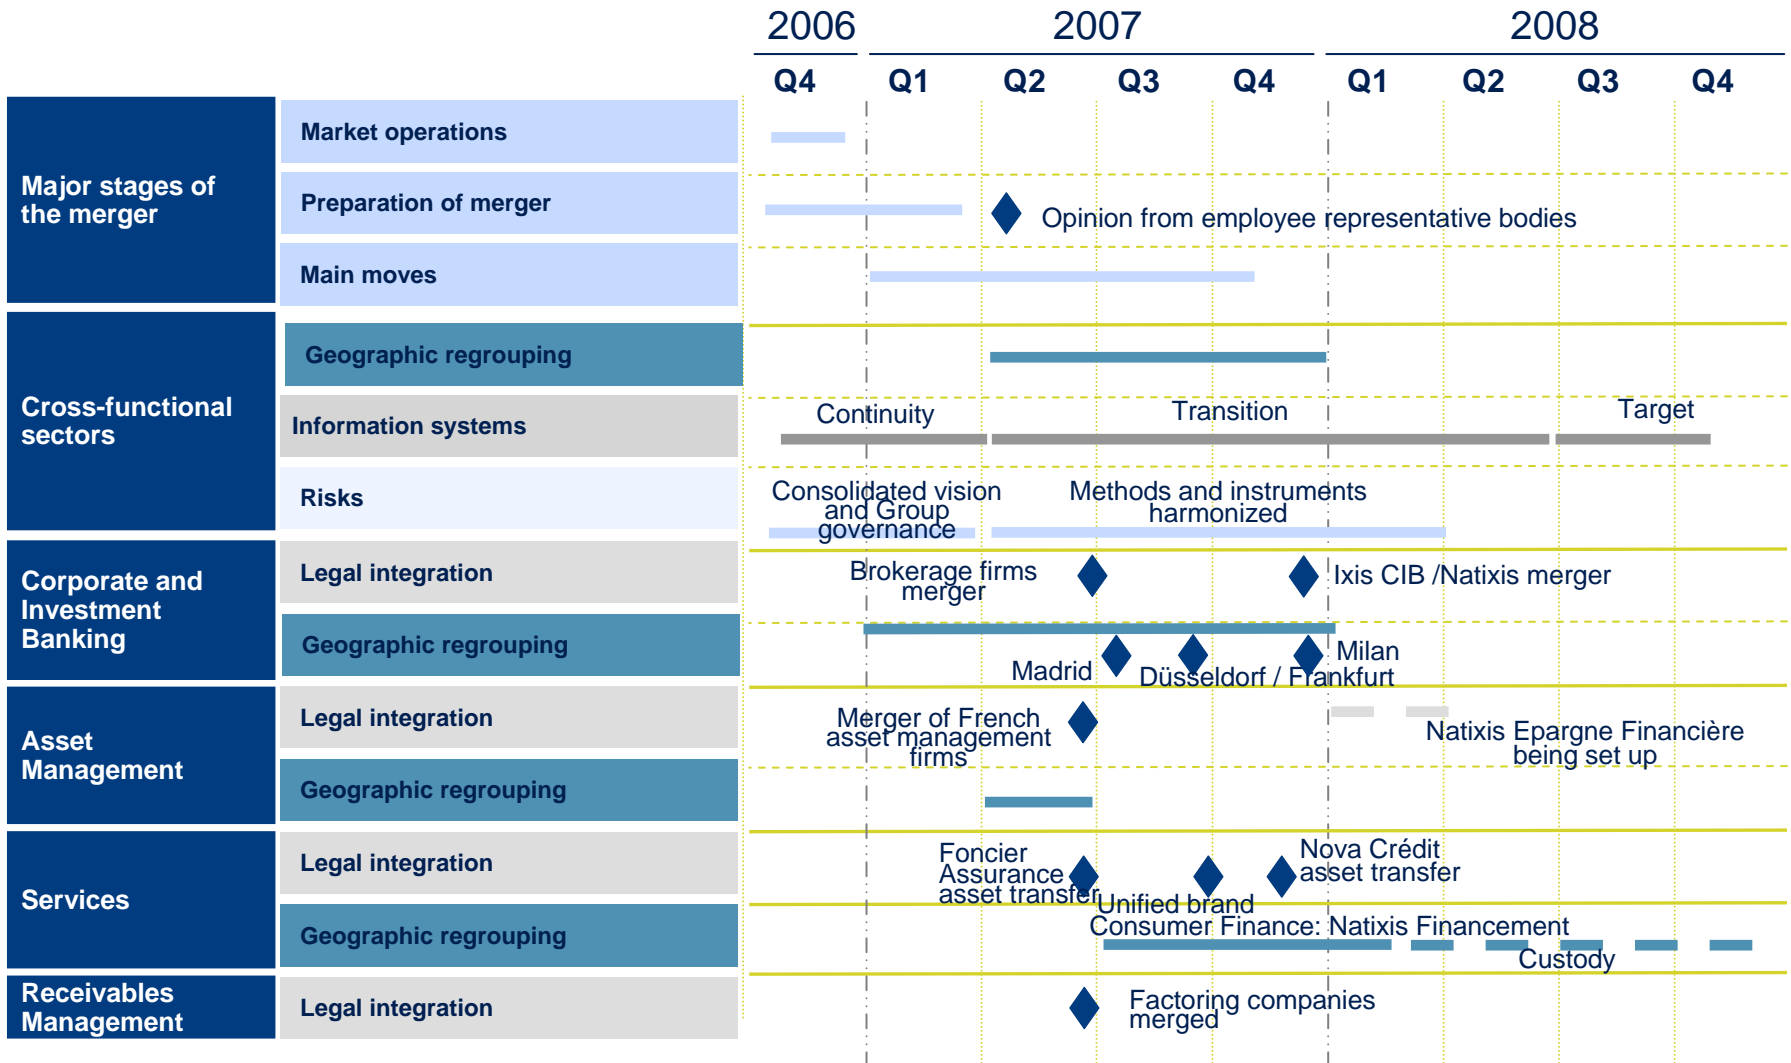 2006 2007 2008
Q4 Q1 Q2 Q3 Q4 Q1 Q2 Q3 Q4
Major stages of
the merger
Market operations
Preparation of merger
Opinion from employee representative bodies
Main moves
Cross-functional
sectors
Geographic regrouping
Information systems
Continuity
Transition
Target
Risks
Consolidated vision
and Group
governance
Methods and instruments
harmonized
Corporate and
Investment
Banking
Legal integration
Brokerage firms
merger
Ixis CIB /Natixis merger
Geographic regrouping
Madrid
Düsseldorf / Frankfurt
Milan
Asset
Management
Legal integration
Merger of French
asset management
firms
Natixis Epargne Financière
being set up
Geographic regrouping
Services
Legal integration
Foncier
Assurance
asset transfer
Unified brand
Consumer Finance: Natixis Financement
Nova Crédit
asset transfer
Geographic regrouping
Custody
Receivables
Management
Legal integration
Factoring companies
merged